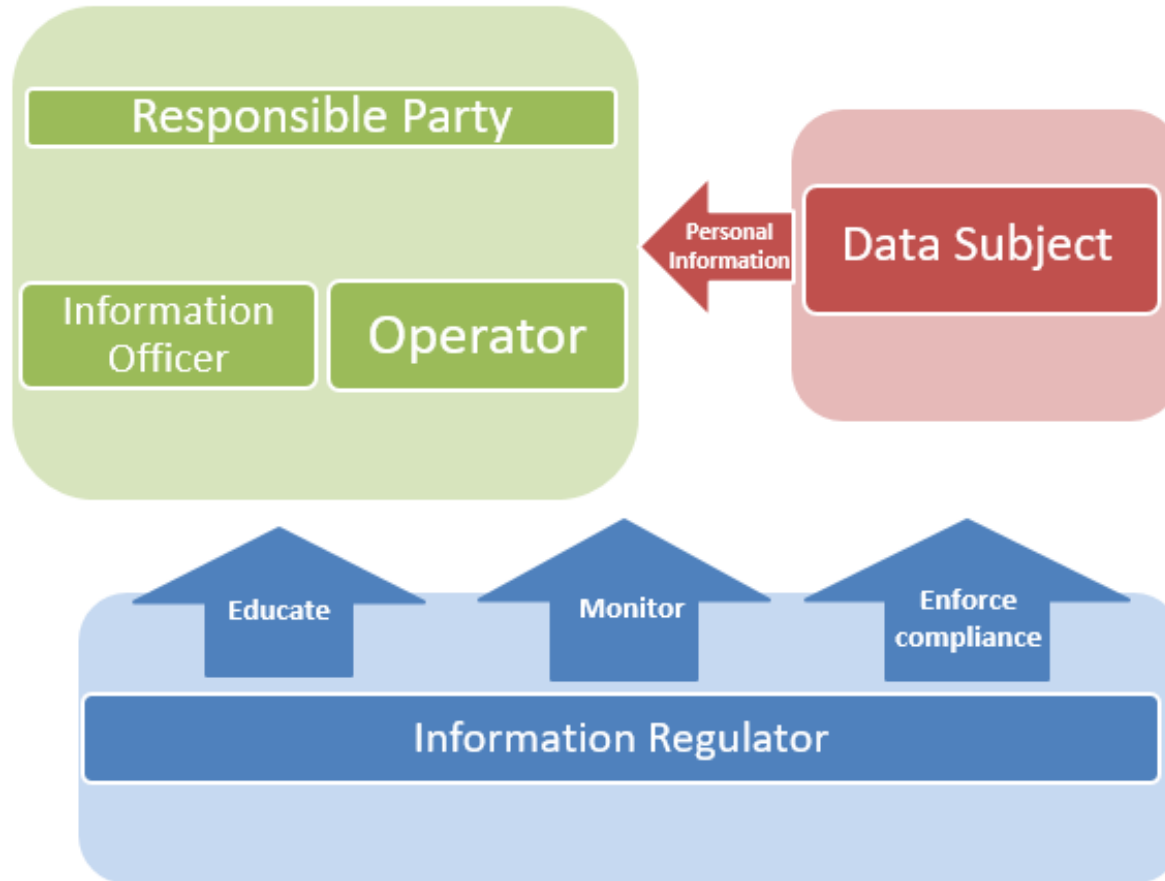 Responsible Party
Information
Officer
Operator
Personal
Information
Data Subject
Educate
Monitor
Enforce
compliance
Information Regulator